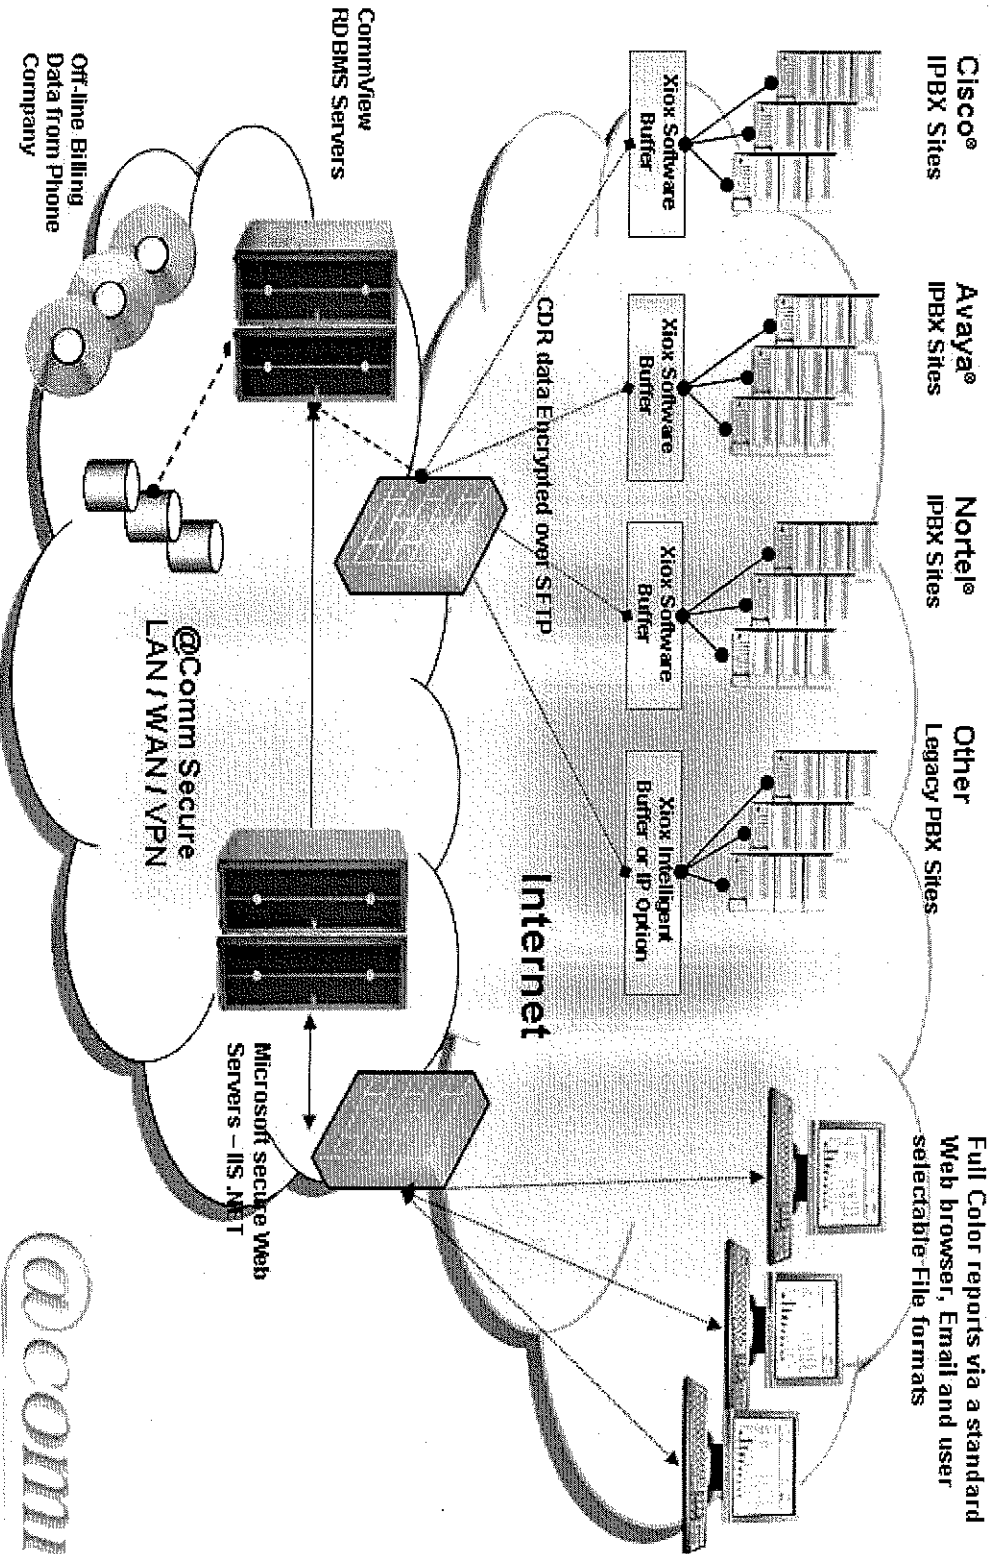 Cisco®
IPBX Sites
Avaya®
IPBX Sites
Nortel®
IPBX Sites
Other
Legacy PBX Sites
Full Color reports via a standard
Web browser, Email and user
selectable File formats
Xiox Software
Buffer
Xiox Software
Buffer
Xiox Software
Buffer
Xiox Intelligent
Buffer or IP Option
CDR data Encrypted over SFTP
Internet
CommView
RDBMS Servers
Microsoft secure Web
Servers – IIS .NET
@Comm Secure
LAN / WAN / VPN
Off-line Billing
Data from Phone
Company